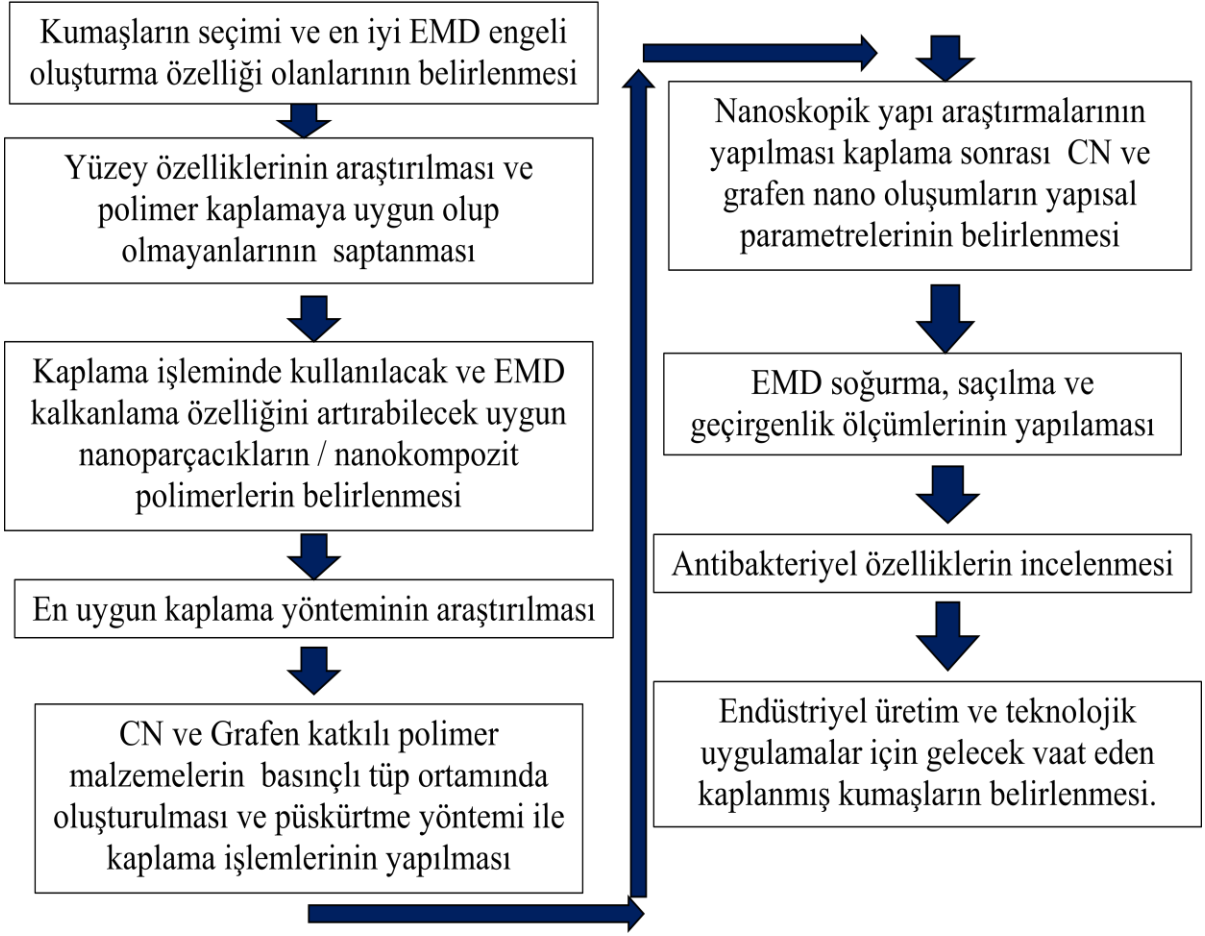 Kumaşların seçimi ve en iyi EMD engeli
oluşturma özelliği olanlarının belirlenmesi
Yüzey özelliklerinin araştırılması ve
polimer kaplamaya uygun olup
olmayanlarının saptanması
Kaplama işleminde kullanılacak ve EMD
kalkanlama özelliğini artırabilecek uygun
nanoparçacıkların / nanokompozit
polimerlerin belirlenmesi
En uygun kaplama yönteminin araştırılması
CN ve Grafen katkılı polimer
malzemelerin basınçlı tüp ortamında
oluşturulması ve püskürtme yöntemi ile
kaplama işlemlerinin yapılması
Nanoskopik yapı araştırmalarının
yapılması kaplama sonrası CN ve
grafen nano oluşumların yapısal
parametrelerinin belirlenmesi
EMD soğurma, saçılma ve
geçirgenlik ölçümlerinin yapılaması
Antibakteriyel özelliklerin incelenmesi
Endüstriyel üretim ve teknolojik
uygulamalar için gelecek vaat eden
kaplanmış kumaşların belirlenmesi.